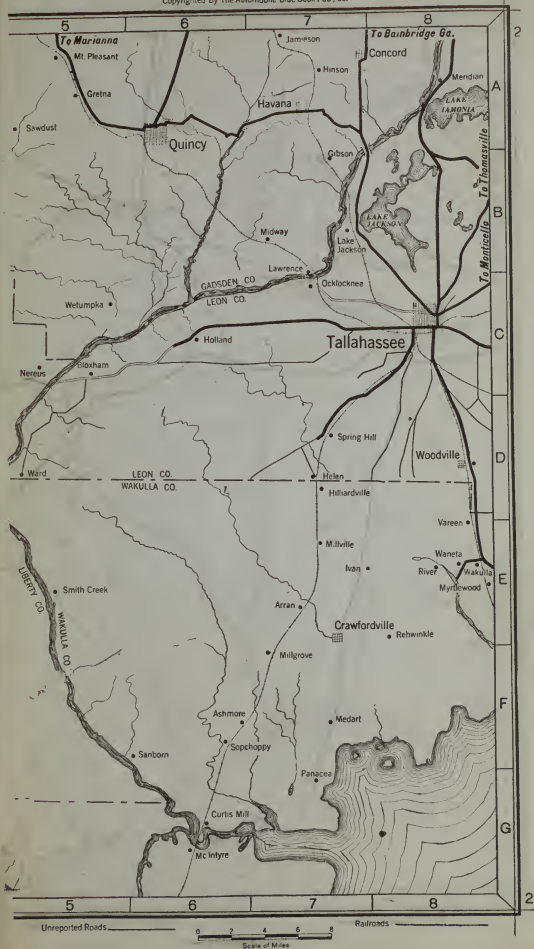 Copyrighted By The Automobile Blue Book Pub.
5 6 7 8 2
To Marianna
Mt. Pleasant
Gretna
Sawdust
Quincy
Jamieson
Hinson
Havana
Gibson
To Bainbridge Ga.
Concord
Meridian
LAKE IAMONIA
A
LAKE JACKSON
To Thomasville
To Monticello
B
Midway
Lake Jackson
Lawrence
Ocklocknee
GADSDEN CO
LEON CO.
Wetumpka
Holland
Tallahassee
C
Nereus
Bloxham
Spring Hill
Woodville
D
Ward
LEON CO.
WAKULLA CO.
Helen
Hilliardville
Vareen
Millville
Ivan
Waneta
River
Wakulla
Myrtlewood
E
LIBERTY CO.
WAKULLA CO
Smith Creek
Arran
Crawfordville
Rehwinkle
Millgrove
F
Ashmore
Medart
Sopchoppy
Sanborn
Panacea
Curtis Mill
Mc Intyre
G
5 6 7 8 2
Unreported Roads
0 2 4 6 8
Scale of Miles
Railroads